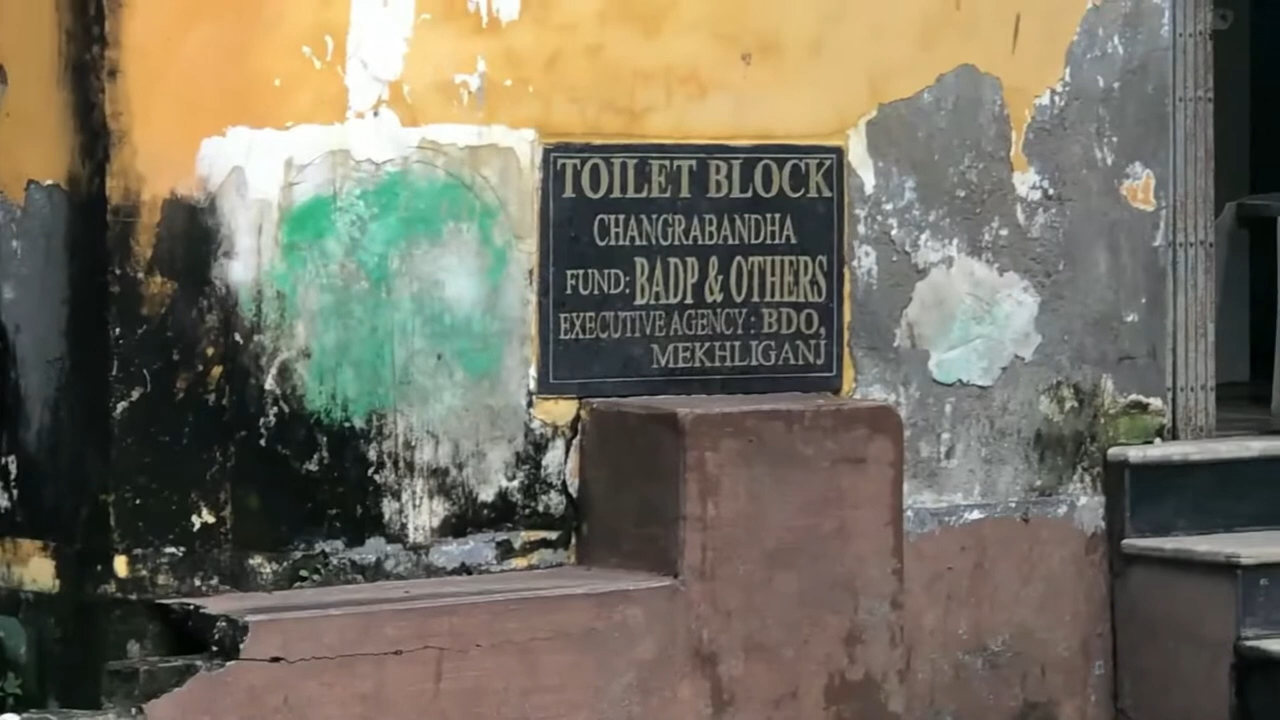 TOILET BLOCK
CHANGRABANDHA
FUND: BADP & OTHERS
EXECUTIVE AGENCY: BDO,
MEKHLIGANJ